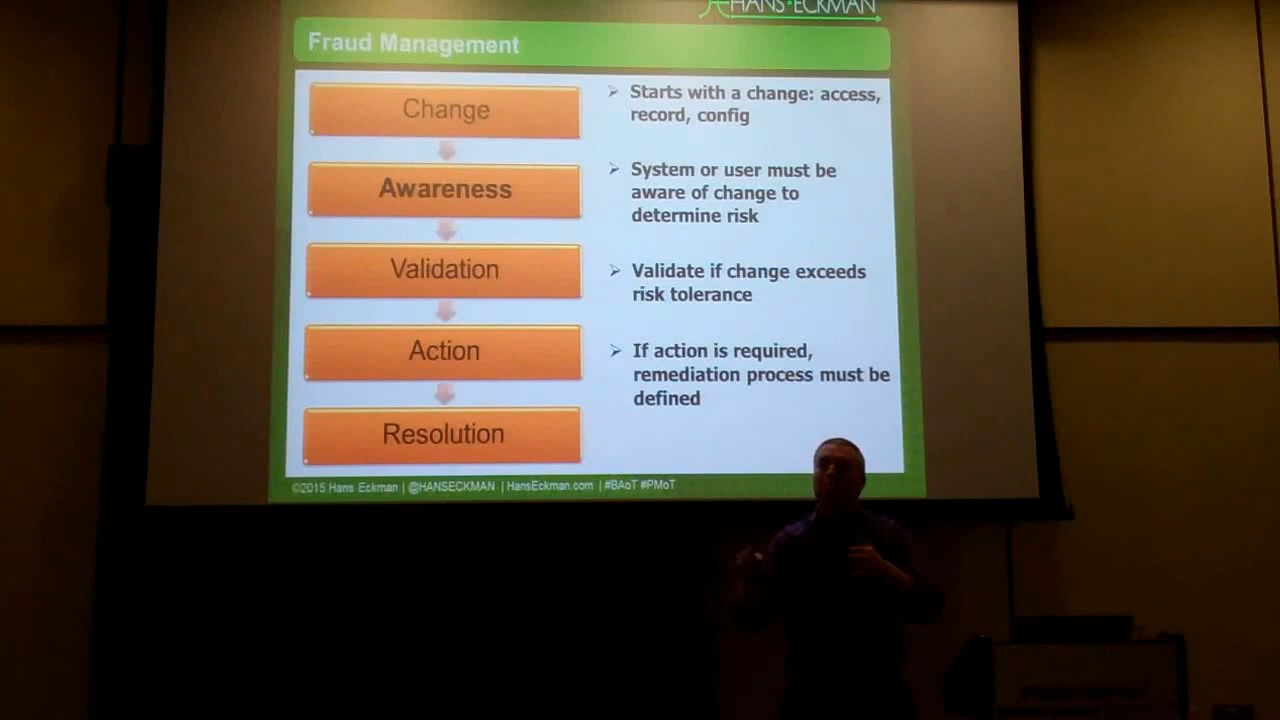 HANS·ECKMAN
Fraud Management
Change
Starts with a change: access,
record, config
Awareness
System or user must be
aware of change to
determine risk
Validation
Validate if change exceeds
risk tolerance
Action
If action is required,
remediation process must be
defined
Resolution
©2015 Hans Eckman | @HANSECKMAN | HansEckman.com | #BAoT #PMoT